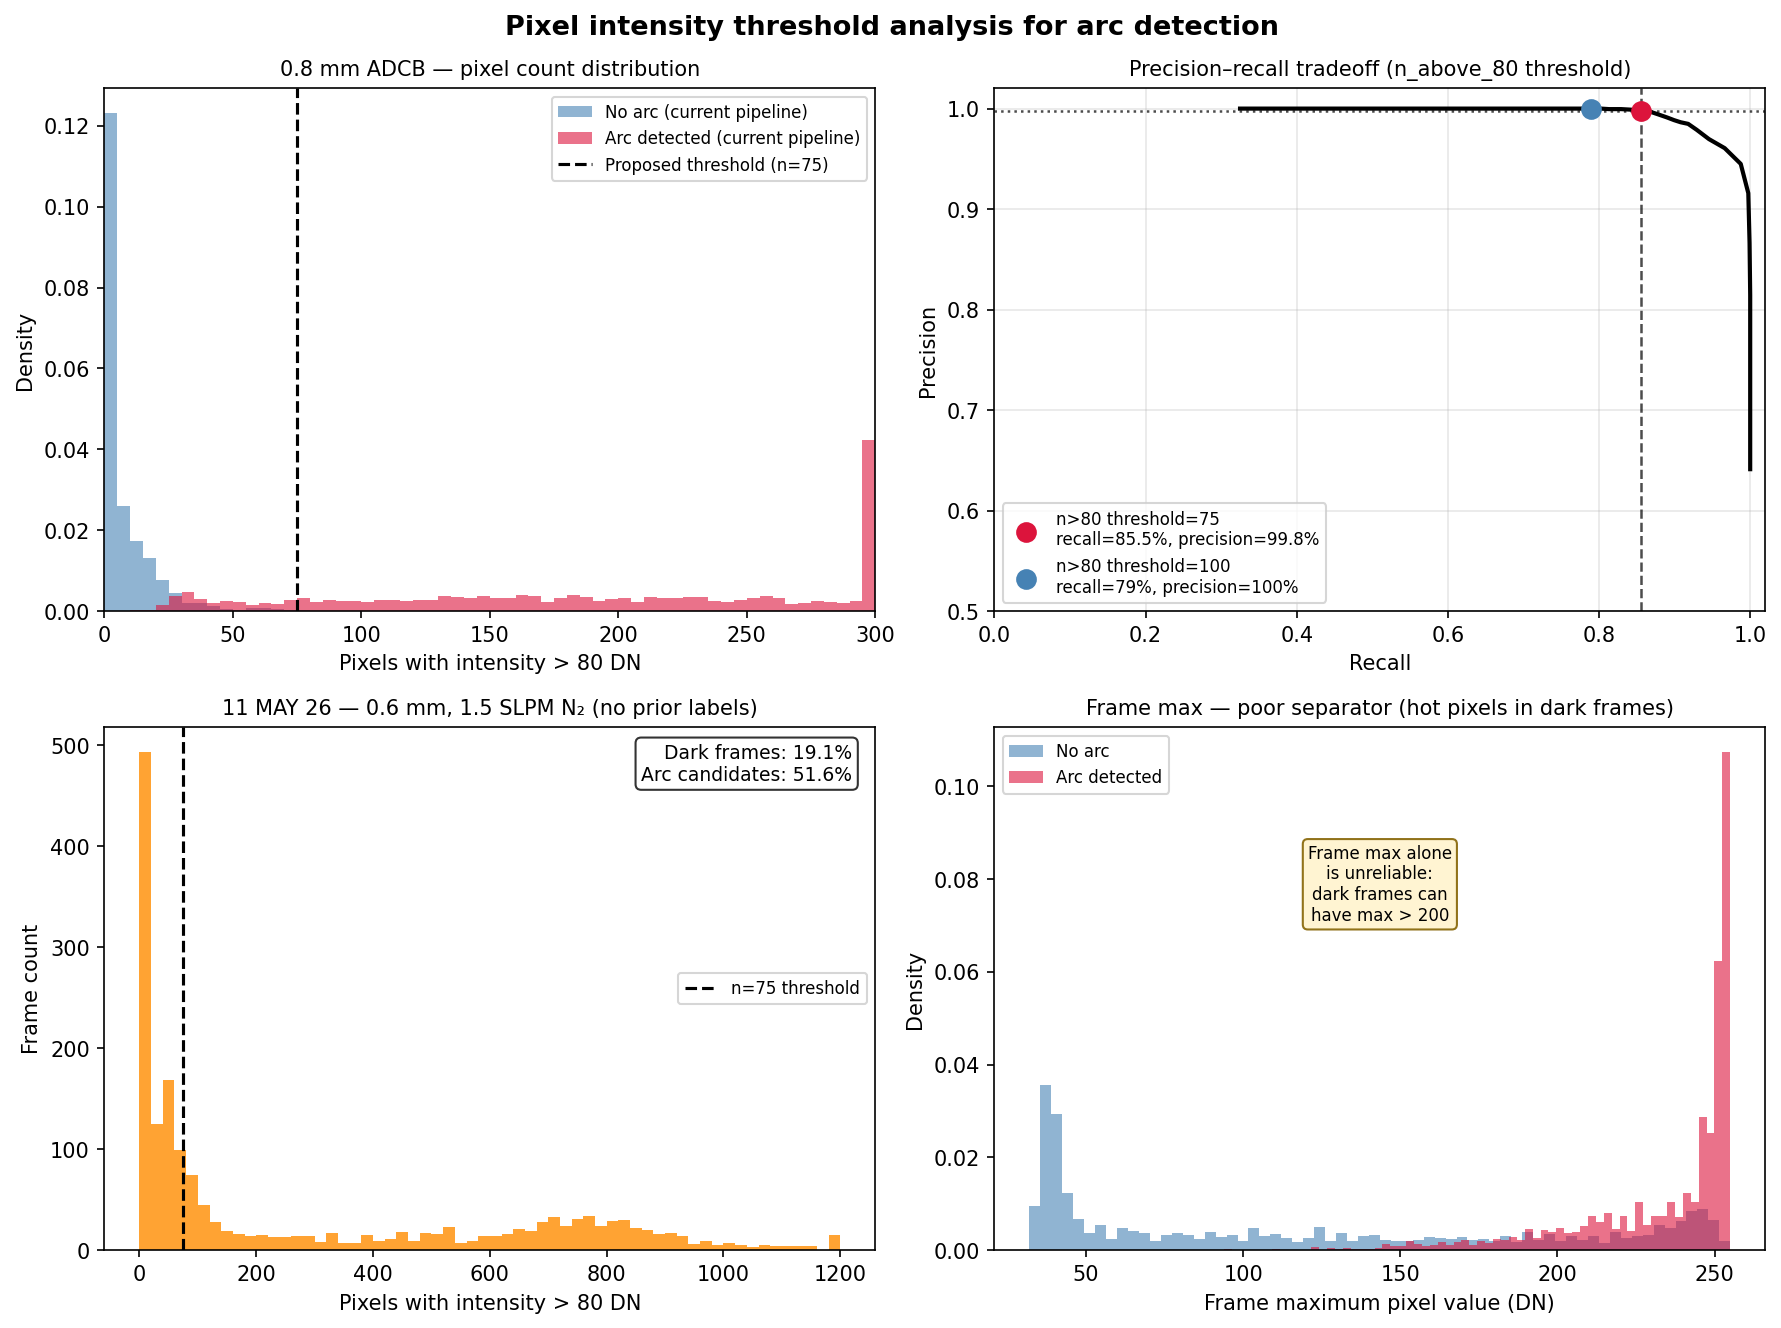 Pixel intensity threshold analysis for arc detection
0.8 mm ADCB — pixel count distribution
Density
0.12
0.10
0.08
0.06
0.04
0.02
0.00
0
50
100
150
200
250
300
Pixels with intensity > 80 DN
No arc (current pipeline)
Arc detected (current pipeline)
Proposed threshold (n=75)
Precision–recall tradeoff (n_above_80 threshold)
Precision
1.0
0.9
0.8
0.7
0.6
0.5
0.0
0.2
0.4
0.6
0.8
1.0
Recall
n>80 threshold=75
recall=85.5%, precision=99.8%
n>80 threshold=100
recall=79%, precision=100%
11 MAY 26 — 0.6 mm, 1.5 SLPM N₂ (no prior labels)
Frame count
500
400
300
200
100
0
0
200
400
600
800
1000
1200
Pixels with intensity > 80 DN
Dark frames: 19.1%
Arc candidates: 51.6%
n=75 threshold
Frame max — poor separator (hot pixels in dark frames)
Density
0.10
0.08
0.06
0.04
0.02
0.00
50
100
150
200
250
Frame maximum pixel value (DN)
No arc
Arc detected
Frame max alone
is unreliable:
dark frames can
have max > 200